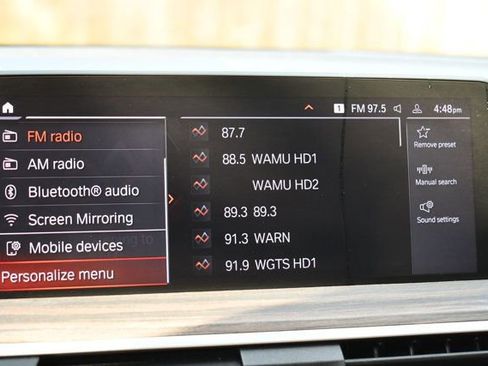 1 FM 97.5 4:48pm
FM radio
AM radio
Bluetooth® audio
Screen Mirroring
Mobile devices
Personalize menu
87.7
88.5 WAMU HD1
WAMU HD2
89.3 89.3
91.3 WARN
91.9 WGTS HD1
Remove preset
Manual search
Sound settings